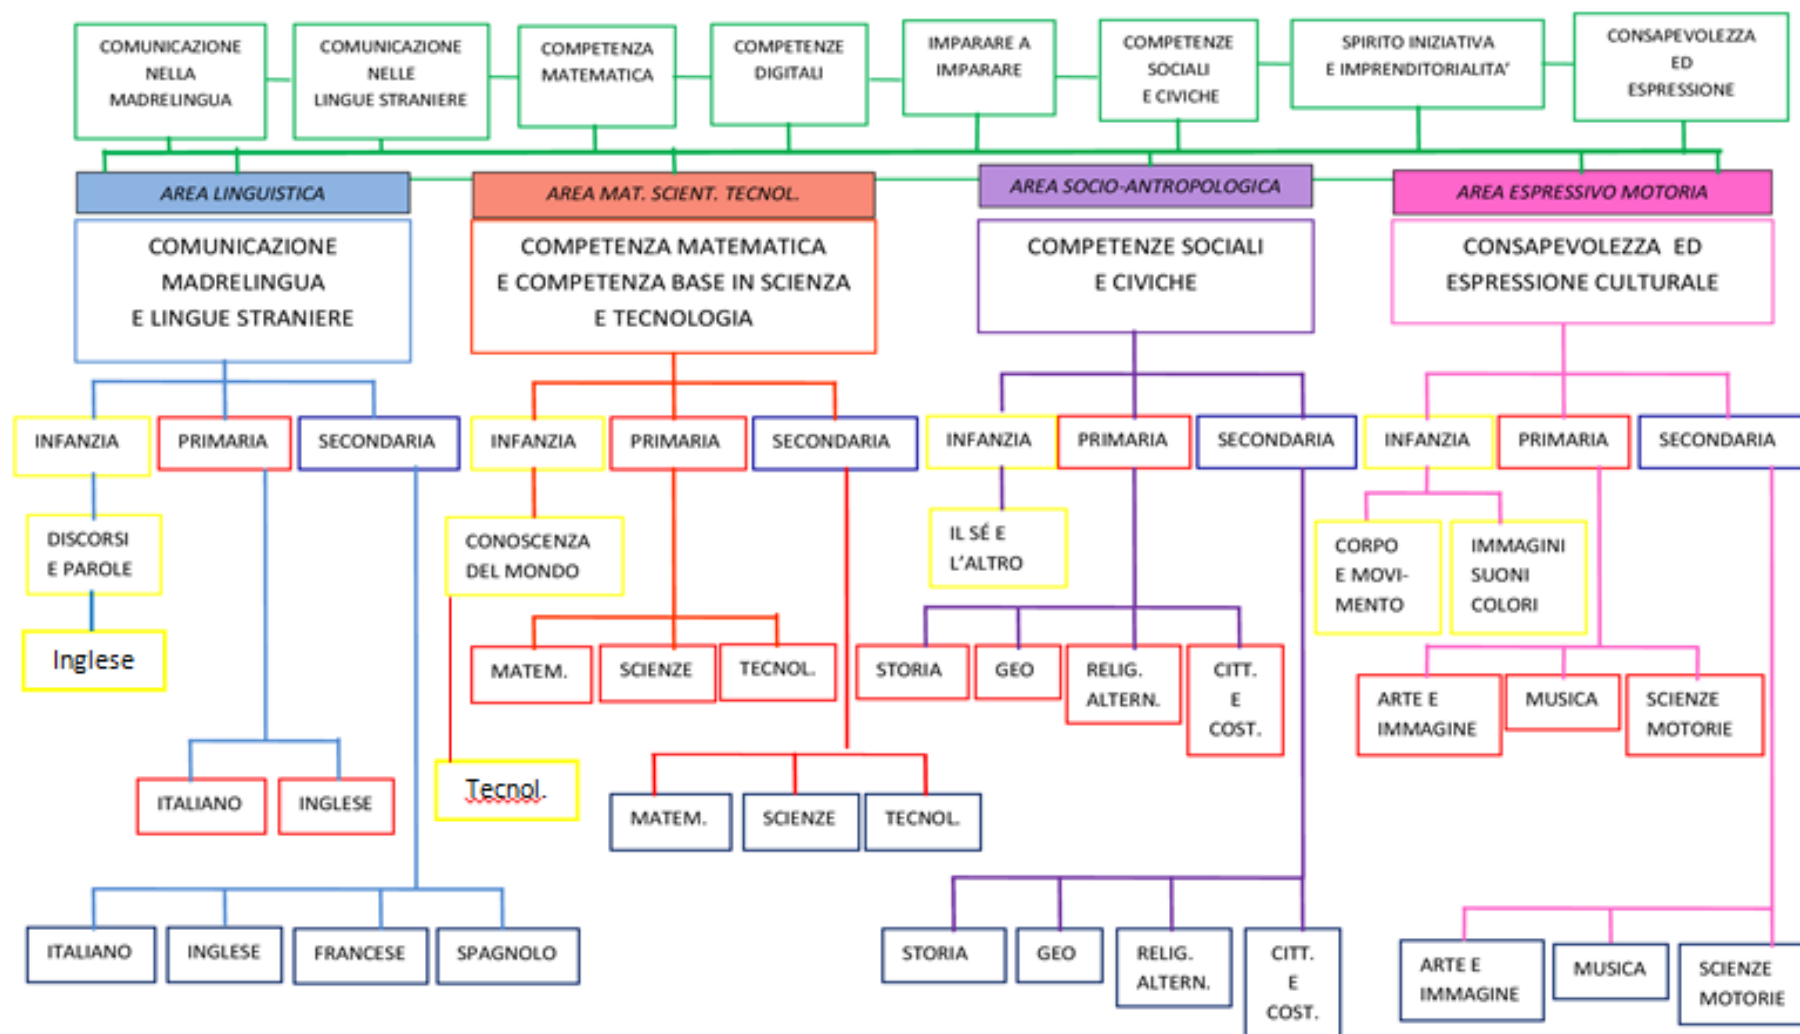 COMUNICAZIONE
NELLA
MADRELINGUA
COMUNICAZIONE
NELLE
LINGUE STRANIERE
COMPETENZA
MATEMATICA
COMPETENZE
DIGITALI
IMPARARE A
IMPARARE
COMPETENZE
SOCIALI
E CIVICHE
SPIRITO INIZIATIVA
E IMPRENDITORIALITA’
CONSAPEVOLEZZA
ED
ESPRESSIONE
AREA LINGUISTICA
AREA MAT. SCIENT. TECNOL.
AREA SOCIO-ANTROPOLOGICA
AREA ESPRESSIVO MOTORIA
COMUNICAZIONE
MADRELINGUA
E LINGUE STRANIERE
COMPETENZA MATEMATICA
E COMPETENZA BASE IN SCIENZA
E TECNOLOGIA
COMPETENZE SOCIALI
E CIVICHE
CONSAPEVOLEZZA ED
ESPRESSIONE CULTURALE
INFANZIA
PRIMARIA
SECONDARIA
INFANZIA
PRIMARIA
SECONDARIA
INFANZIA
PRIMARIA
SECONDARIA
INFANZIA
PRIMARIA
SECONDARIA
DISCORSI
E PAROLE
CONOSCENZA
DEL MONDO
IL SÉ E
L’ALTRO
CORPO
E MOVI-
MENTO
IMMAGINI
SUONI
COLORI
Inglese
MATEM.
SCIENZE
TECNOL.
STORIA
GEO
RELIG.
ALTERN.
CITT.
E
COST.
ARTE E
IMMAGINE
MUSICA
SCIENZE
MOTORIE
ITALIANO
INGLESE
Tecnol.
MATEM.
SCIENZE
TECNOL.
ITALIANO
INGLESE
FRANCESE
SPAGNOLO
STORIA
GEO
RELIG.
ALTERN.
CITT.
E
COST.
ARTE E
IMMAGINE
MUSICA
SCIENZE
MOTORIE